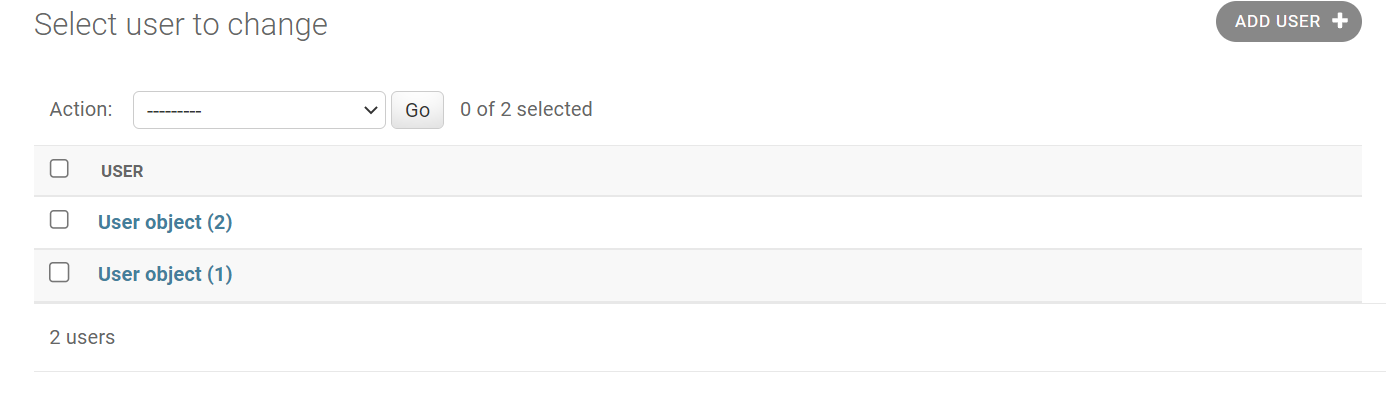 Select user to change
ADD USER +
Action: --------- Go 0 of 2 selected
USER
User object (2)
User object (1)
2 users